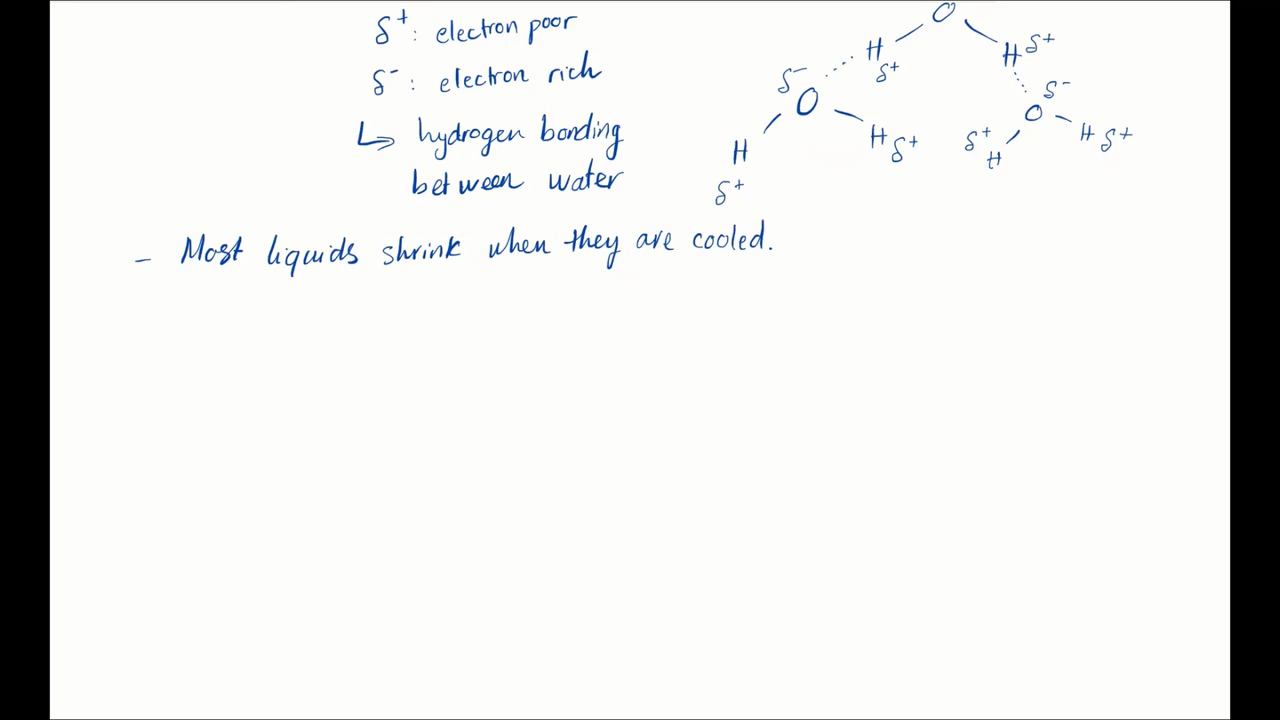 δ⁺: electron poor
δ⁻: electron rich
↳ hydrogen bonding
between water
O
H δ⁺
H δ⁺
δ⁻ O
H δ⁺
H δ⁺
δ⁻ O
δ⁺ H
H δ⁺
- Most liquids shrink when they are cooled.